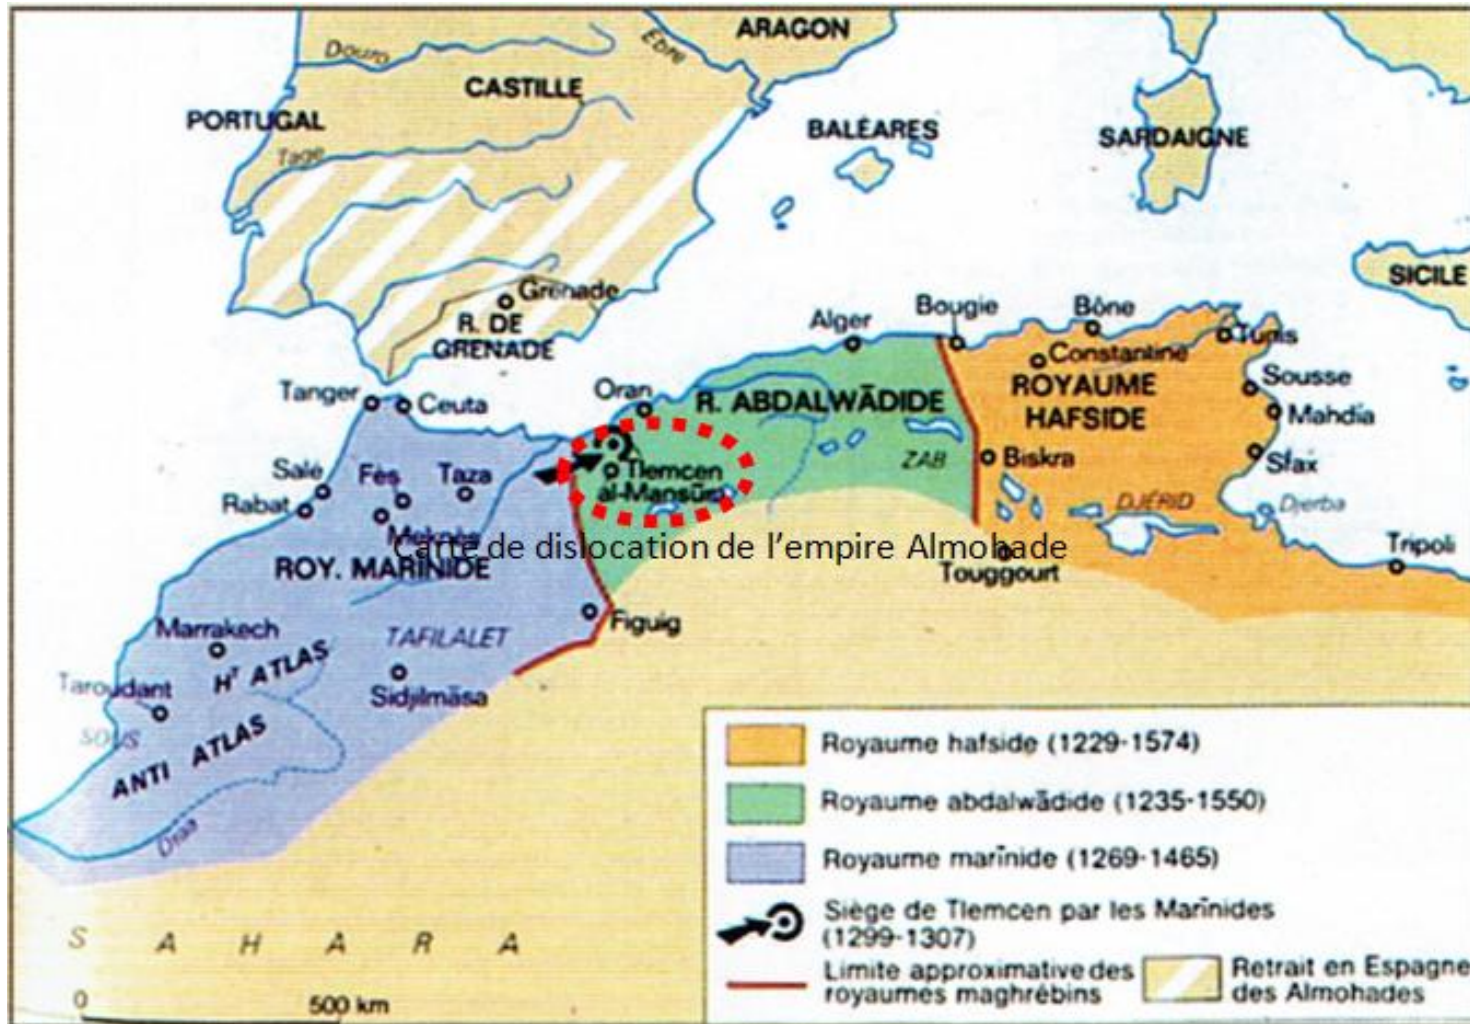 ARAGON
Douro
Ebre
CASTILLE
PORTUGAL
BALÉARES
SARDAIGNE
Tage
SICILE
Grenade
R. DE
GRENADE
Bougie
Bône
Alger
Tunis
Constantine
Tanger
Ceuta
Oran
R. ABDALWĀDIDE
ROYAUME
HAFSIDE
Sousse
Mahdia
Salé
Fès
Taza
Tlemcen
al-Mansūra
ZAB
Biskra
Sfax
Rabat
Meknès
DJÉRID
Djerba
Carte de dislocation de l'empire Almohade
ROY. MARĪNIDE
Touggourt
Tripoli
Figuig
Marrakech
TAFILALET
HT ATLAS
Taroudant
Sidjilmāsa
SOUS
ANTI ATLAS
Draa
SAHARA
0 500 km
Royaume hafside (1229-1574)
Royaume abdalwādide (1235-1550)
Royaume marīnide (1269-1465)
Siège de Tlemcen par les Marīnides
(1299-1307)
Limite approximative des
royaumes maghrébins
Retrait en Espagne
des Almohades